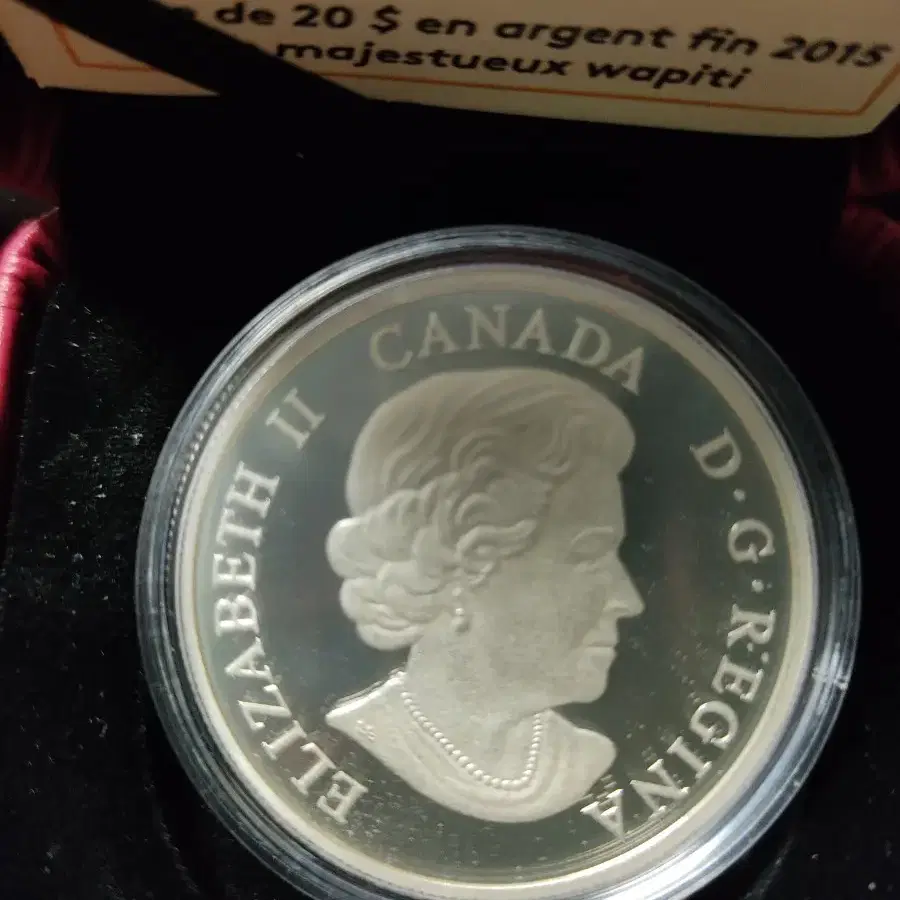 de 20 $ en argent fin 2015
majestueux wapiti
ELIZABETH II CANADA D·G·REGINA